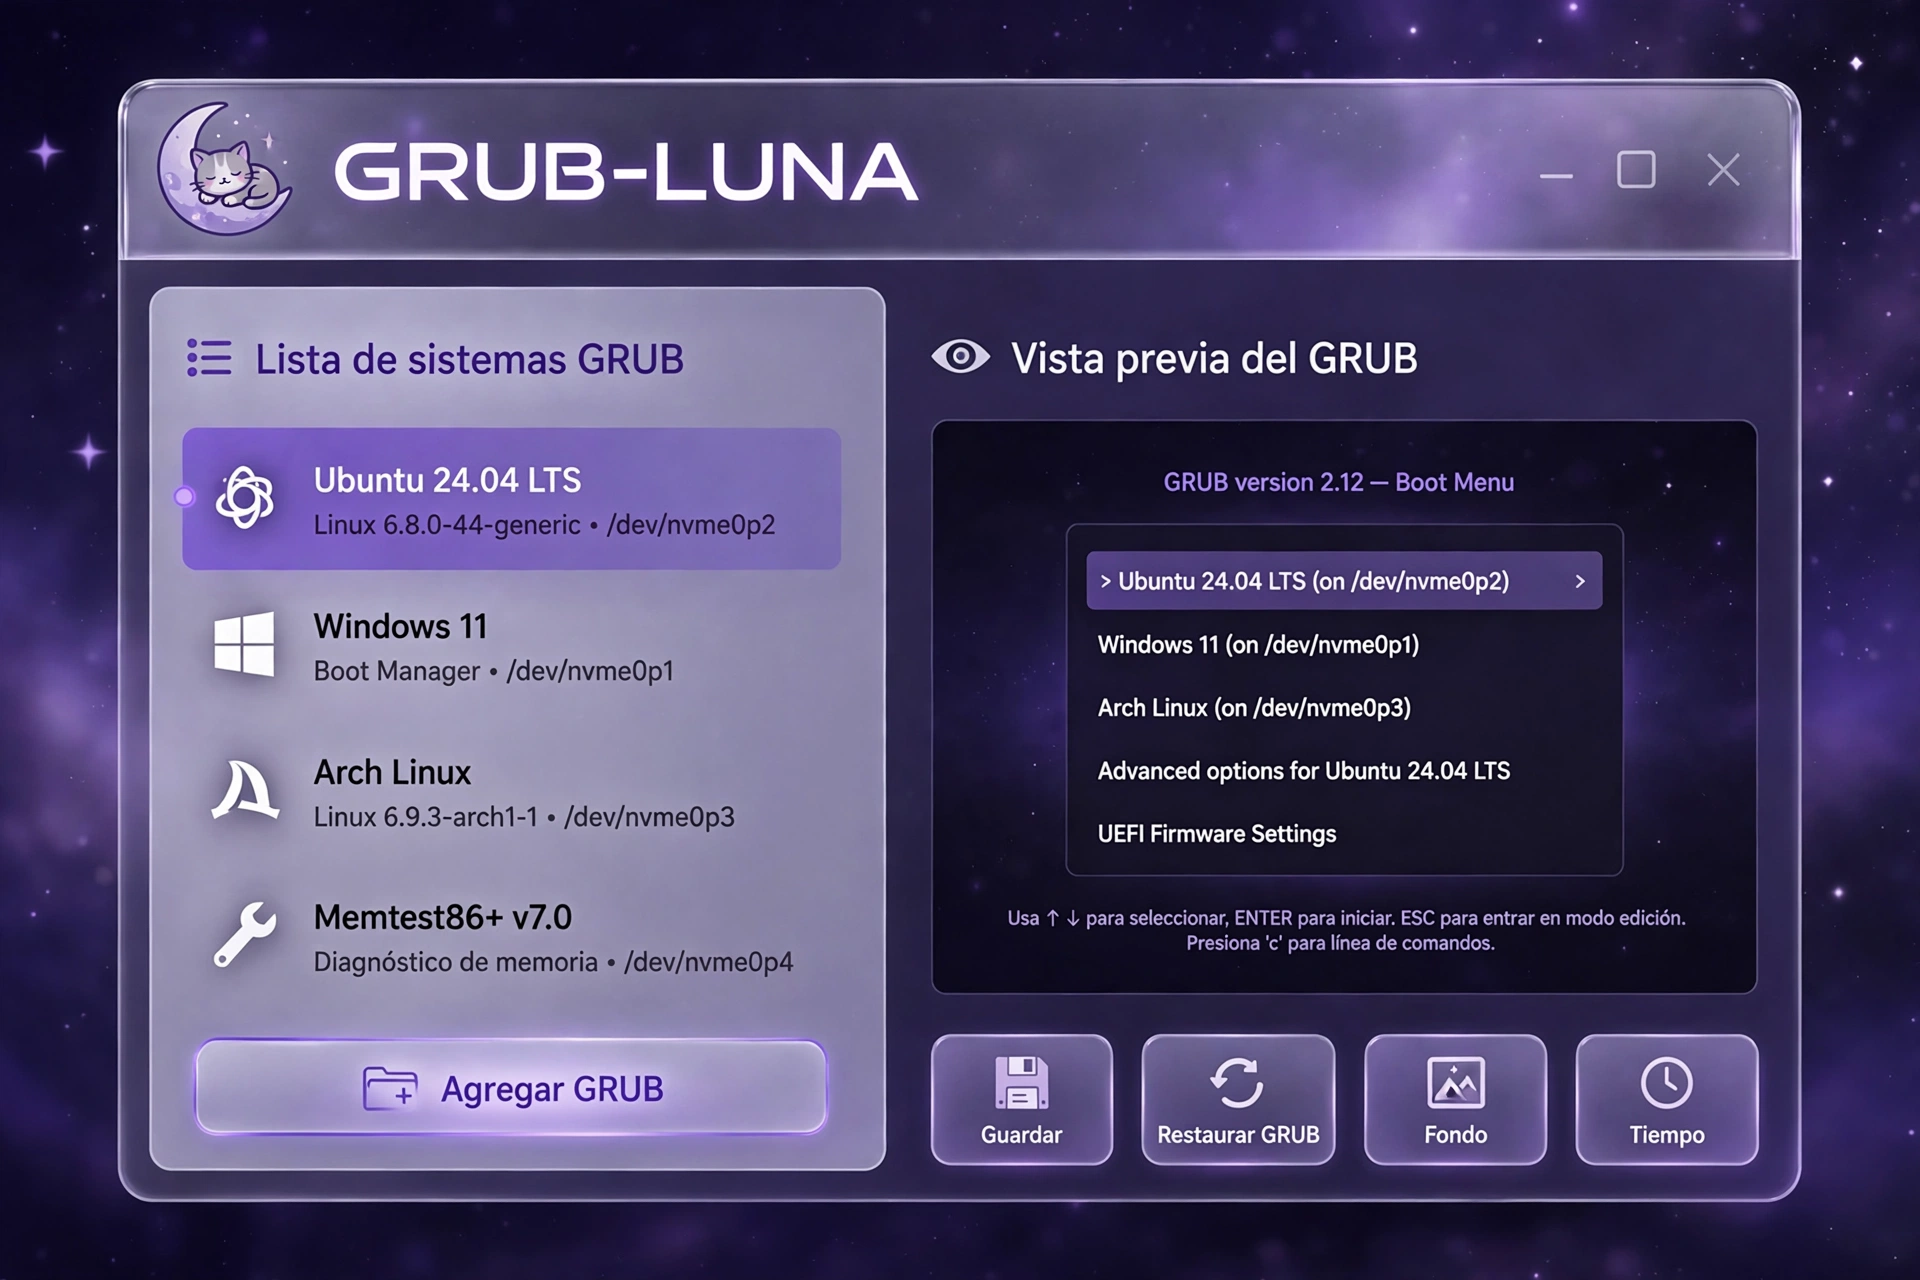 GRUB-LUNA
Lista de sistemas GRUB
Ubuntu 24.04 LTS
Linux 6.8.0-44-generic • /dev/nvme0p2
Windows 11
Boot Manager • /dev/nvme0p1
Arch Linux
Linux 6.9.3-arch1-1 • /dev/nvme0p3
Memtest86+ v7.0
Diagnóstico de memoria • /dev/nvme0p4
Agregar GRUB
Vista previa del GRUB
GRUB version 2.12 — Boot Menu
> Ubuntu 24.04 LTS (on /dev/nvme0p2) >
Windows 11 (on /dev/nvme0p1)
Arch Linux (on /dev/nvme0p3)
Advanced options for Ubuntu 24.04 LTS
UEFI Firmware Settings
Usa ↑ ↓ para seleccionar, ENTER para iniciar. ESC para entrar en modo edición.
Presiona 'c' para línea de comandos.
Guardar
Restaurar GRUB
Fondo
Tiempo